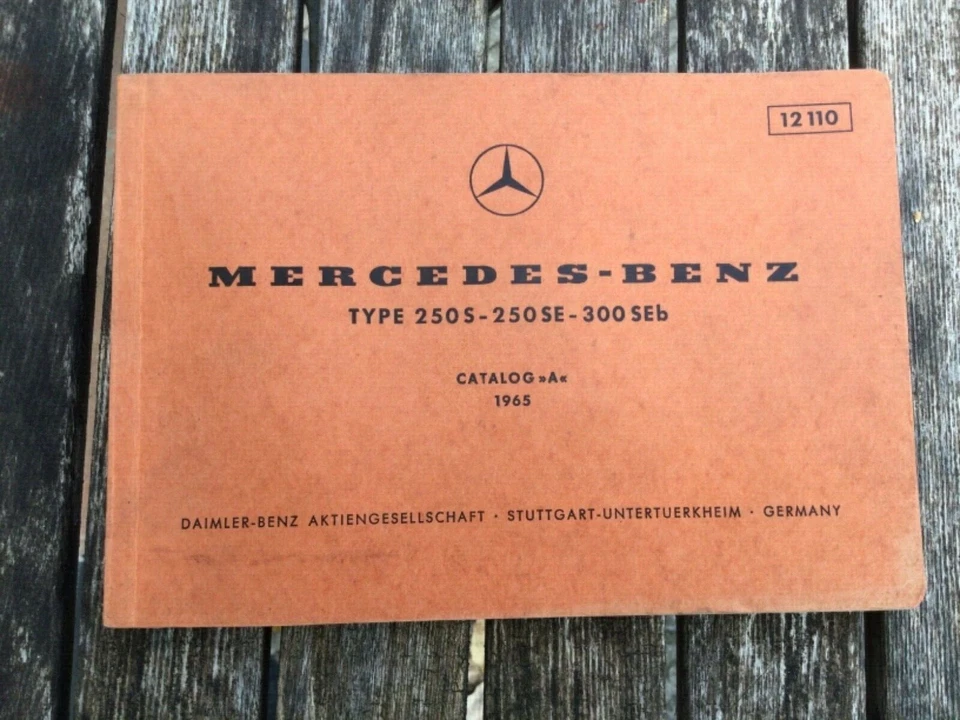 12 110
MERCEDES-BENZ
TYPE 250 S - 250 SE - 300 SEb
CATALOG »A«
1965
DAIMLER-BENZ AKTIENGESELLSCHAFT · STUTTGART-UNTERTUERKHEIM · GERMANY